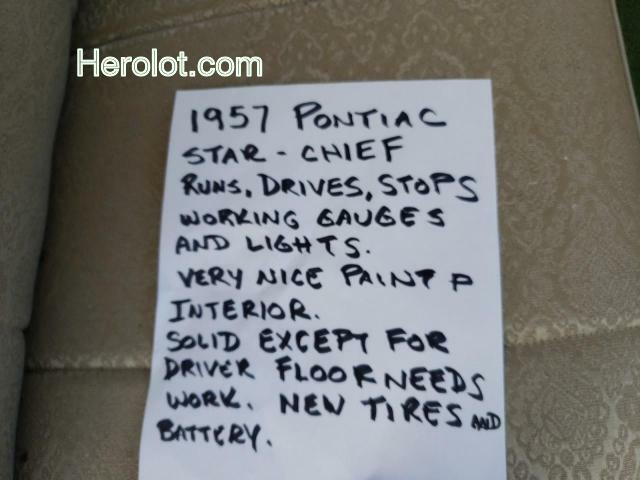 Herolot.com
1957 PONTIAC
STAR - CHIEF
RUNS, DRIVES, STOPS
WORKING GAUGES
AND LIGHTS.
VERY NICE PAINT P
INTERIOR.
SOLID EXCEPT FOR
DRIVER FLOOR NEEDS
WORK. NEW TIRES AND
BATTERY.